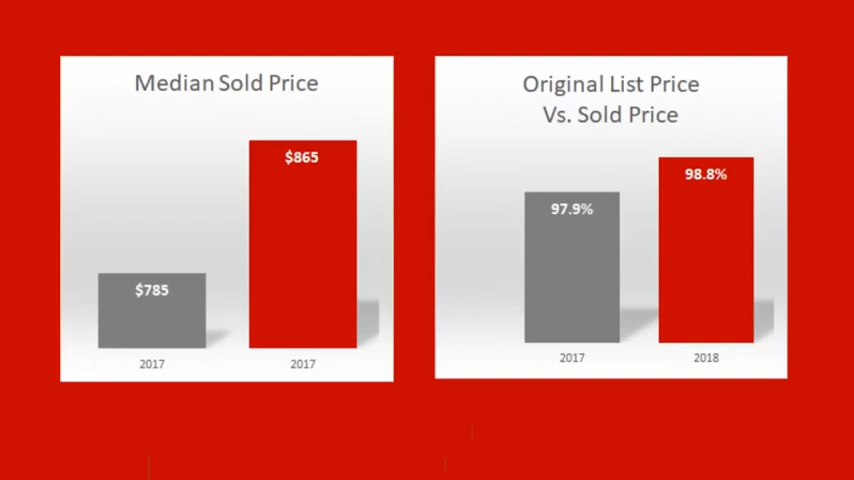 Median Sold Price
$865
$785
2017
2017
Original List Price
Vs. Sold Price
98.8%
97.9%
2017
2018